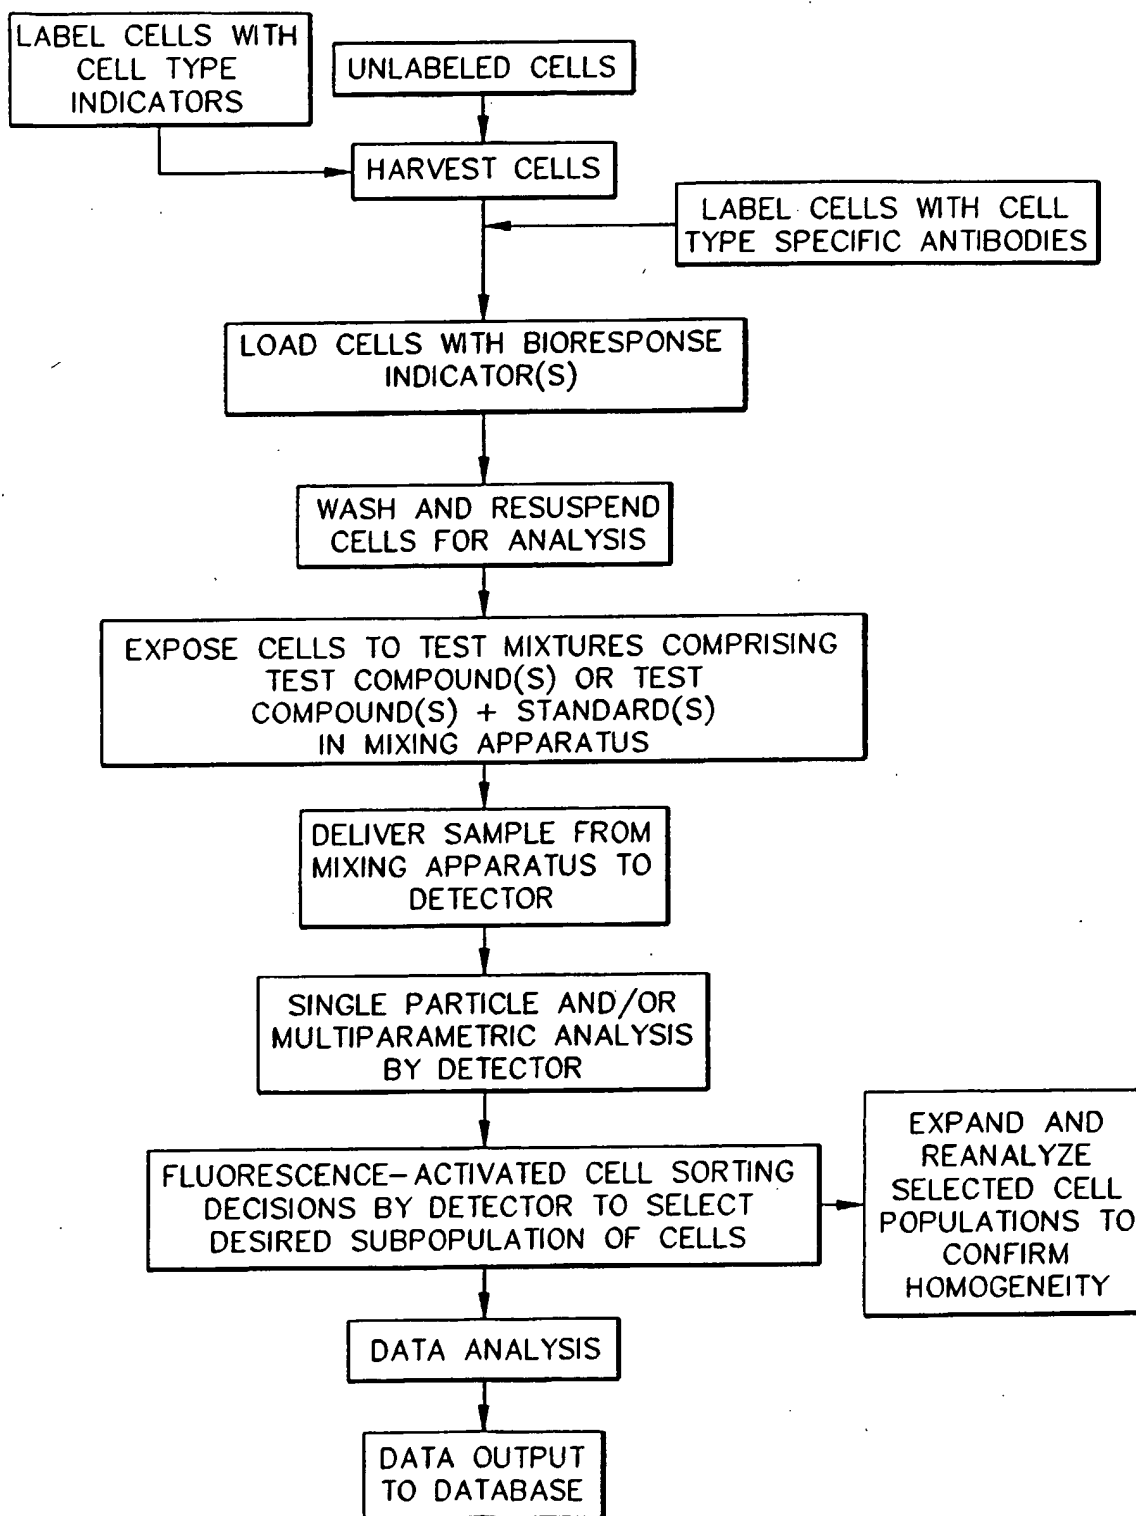 LABEL CELLS WITH
CELL TYPE
INDICATORS
UNLABELED CELLS
HARVEST CELLS
LABEL CELLS WITH CELL
TYPE SPECIFIC ANTIBODIES
LOAD CELLS WITH BIORESPONSE
INDICATOR(S)
WASH AND RESUSPEND
CELLS FOR ANALYSIS
EXPOSE CELLS TO TEST MIXTURES COMPRISING
TEST COMPOUND(S) OR TEST
COMPOUND(S) + STANDARD(S)
IN MIXING APPARATUS
DELIVER SAMPLE FROM
MIXING APPARATUS TO
DETECTOR
SINGLE PARTICLE AND/OR
MULTIPARAMETRIC ANALYSIS
BY DETECTOR
FLUORESCENCE-ACTIVATED CELL SORTING
DECISIONS BY DETECTOR TO SELECT
DESIRED SUBPOPULATION OF CELLS
EXPAND AND
REANALYZE
SELECTED CELL
POPULATIONS TO
CONFIRM
HOMOGENEITY
DATA ANALYSIS
DATA OUTPUT
TO DATABASE